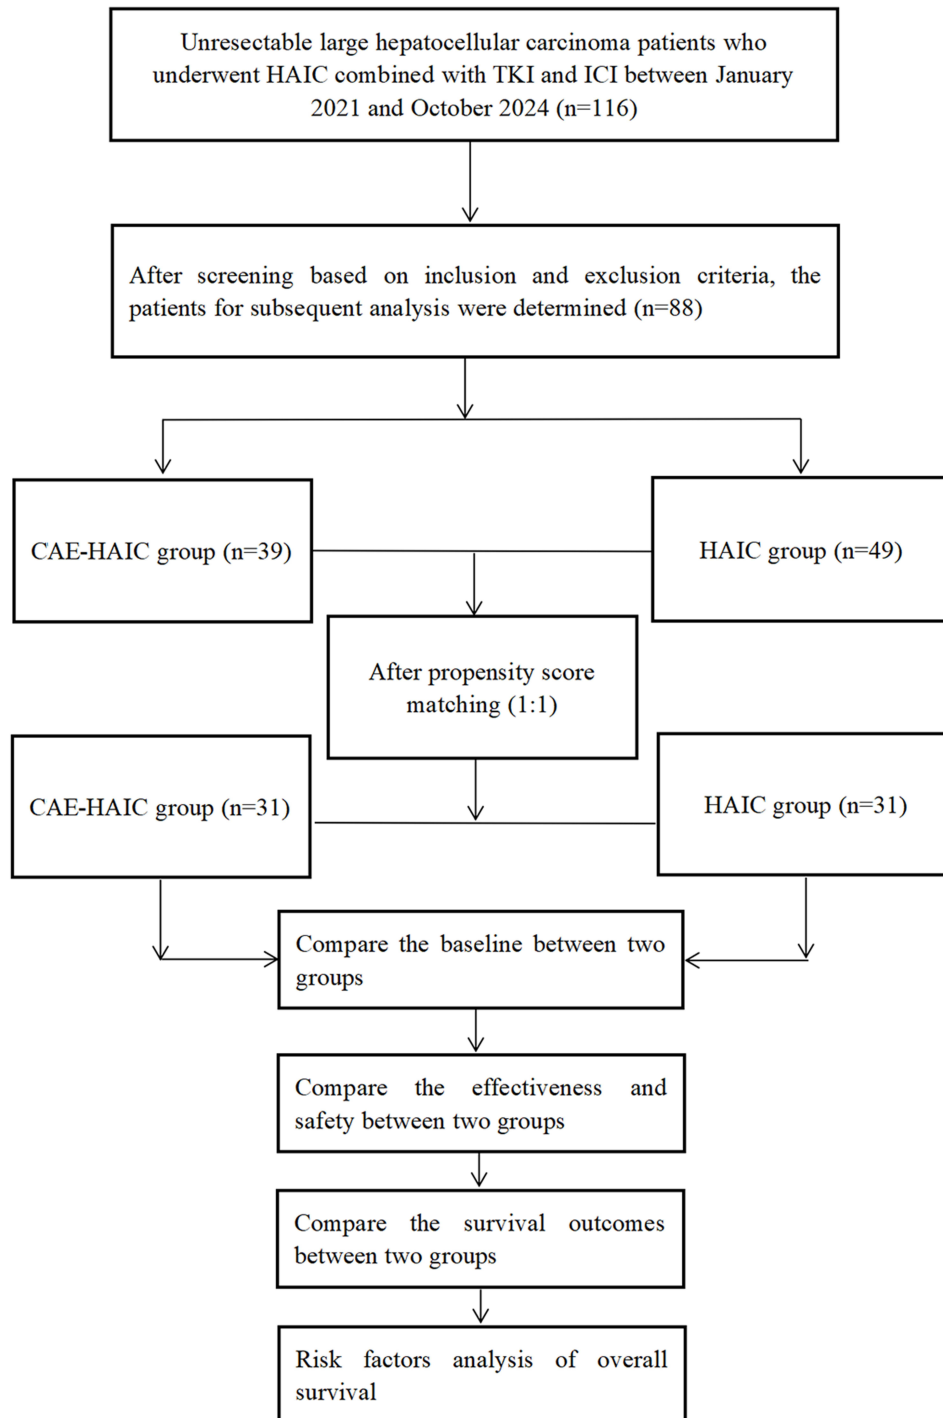 Unresectable large hepatocellular carcinoma patients who
underwent HAIC combined with TKI and ICI between January
2021 and October 2024 (n=116)
After screening based on inclusion and exclusion criteria, the
patients for subsequent analysis were determined (n=88)
CAE-HAIC group (n=39)
HAIC group (n=49)
After propensity score
matching (1:1)
CAE-HAIC group (n=31)
HAIC group (n=31)
Compare the baseline between two
groups
Compare the effectiveness and
safety between two groups
Compare the survival outcomes
between two groups
Risk factors analysis of overall
survival